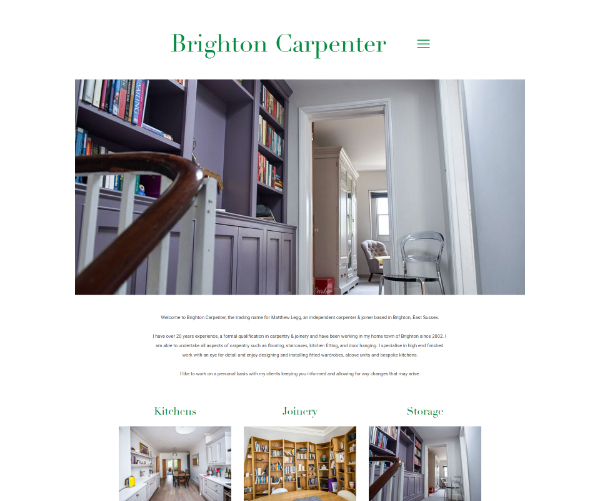 Brighton Carpenter
Welcome to Brighton Carpenter, the trading name for Matthew Legg, an independent carpenter & joiner based in Brighton, East Sussex.
I have over 20 years experience, a formal qualification in carpentry & joinery and have been working in my home town of Brighton since 2002. I
am able to undertake all aspects of carpentry such as flooring, staircases, kitchen fitting, and door hanging. I specialise in high end finished
work with an eye for detail and enjoy designing and installing fitted wardrobes, alcove units and bespoke kitchens.
I like to work on a personal basis with my clients keeping you informed and allowing for any changes that may arise
Kitchens
Joinery
Storage